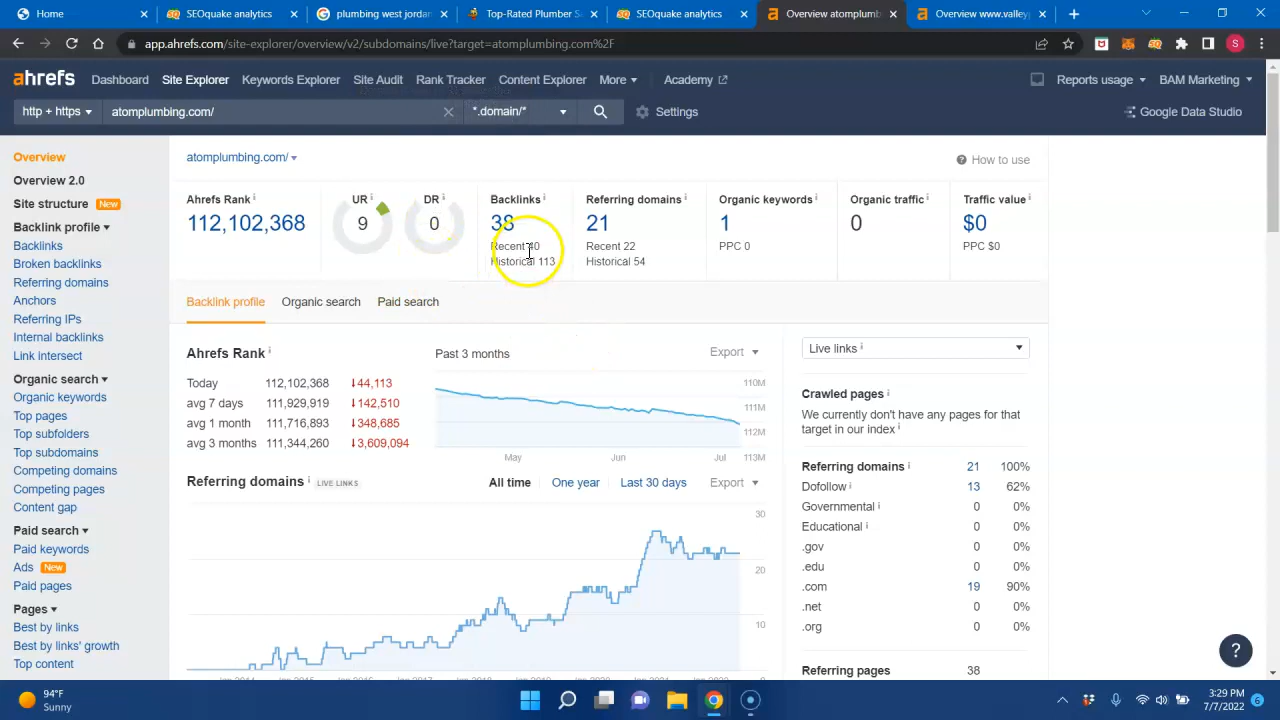 Home
SEOquake analytics
plumbing west jordan
Top-Rated Plumber S
SEOquake analytics
Overview atomplumb
Overview www.valley
app.ahrefs.com/site-explorer/overview/v2/subdomains/live?target=atomplumbing.com%2F
S
ahrefs
Dashboard
Site Explorer
Keywords Explorer
Site Audit
Rank Tracker
Content Explorer
More
Academy
Reports usage
BAM Marketing
http + https
atomplumbing.com/
*.domain/*
Settings
Google Data Studio
Overview
Overview 2.0
Site structure New
Backlink profile
Backlinks
Broken backlinks
Referring domains
Anchors
Referring IPs
Internal backlinks
Link intersect
Organic search
Organic keywords
Top pages
Top subfolders
Top subdomains
Competing domains
Competing pages
Content gap
Paid search
Paid keywords
Ads New
Paid pages
Pages
Best by links
Best by links' growth
Top content
atomplumbing.com/
How to use
Ahrefs Rank
112,102,368
UR
9
DR
0
Backlinks
38
Recent 40
Historical 113
Referring domains
21
Recent 22
Historical 54
Organic keywords
1
PPC 0
Organic traffic
0
Traffic value
$0
PPC $0
Backlink profile
Organic search
Paid search
Ahrefs Rank
Past 3 months
Export
Today 112,102,368 ↓44,113
avg 7 days 111,929,919 ↓142,510
avg 1 month 111,716,893 ↓348,685
avg 3 months 111,344,260 ↓3,609,094
110M
111M
112M
113M
May
Jun
Jul
Referring domains LIVE LINKS
All time
One year
Last 30 days
Export
30
20
10
Live links
Crawled pages
We currently don't have any pages for that
target in our index
Referring domains 21 100%
Dofollow 13 62%
Governmental 0 0%
Educational 0 0%
.gov 0 0%
.edu 0 0%
.com 19 90%
.net 0 0%
.org 0 0%
Referring pages 38
?
94°F
Sunny
3:29 PM
7/7/2022
6